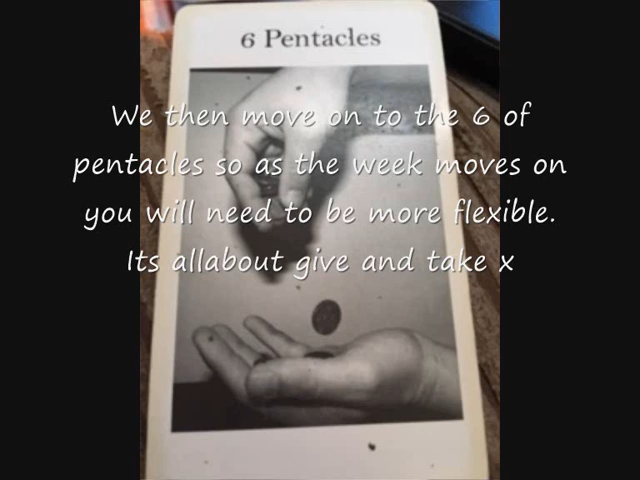 6 Pentacles
We then move on to the 6 of
pentacles so as the week moves on
you will need to be more flexible.
Its allabout give and take x